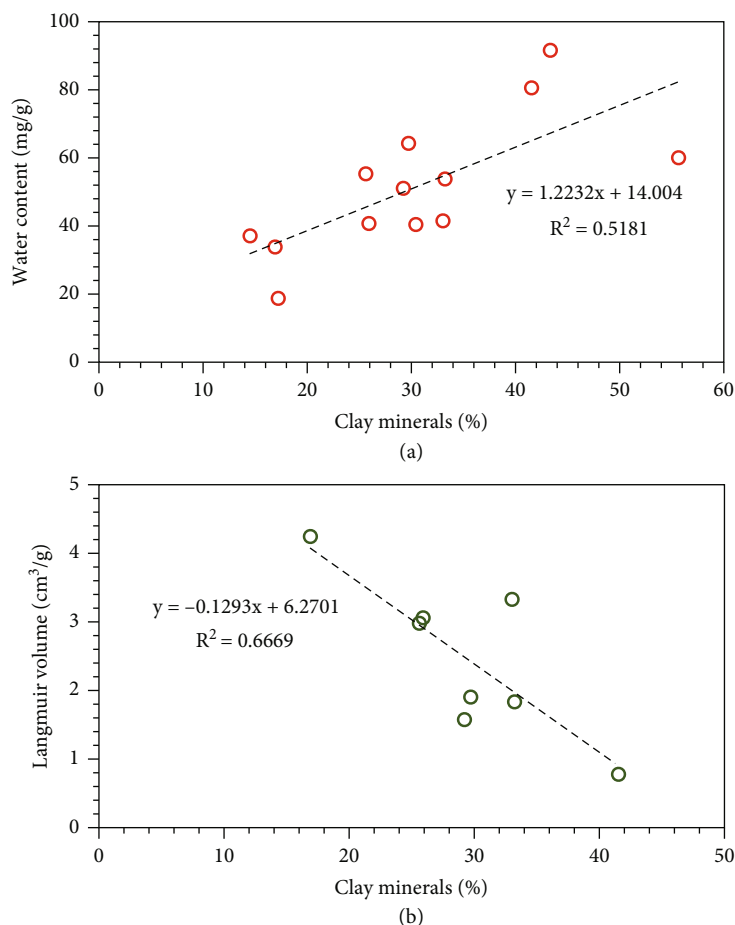 100
80
60
40
20
0
Water content (mg/g)
y = 1.2232x + 14.004
R² = 0.5181
0 10 20 30 40 50 60
Clay minerals (%)
(a)
5
4
3
2
1
0
Langmuir volume (cm³/g)
y = –0.1293x + 6.2701
R² = 0.6669
0 10 20 30 40 50
Clay minerals (%)
(b)